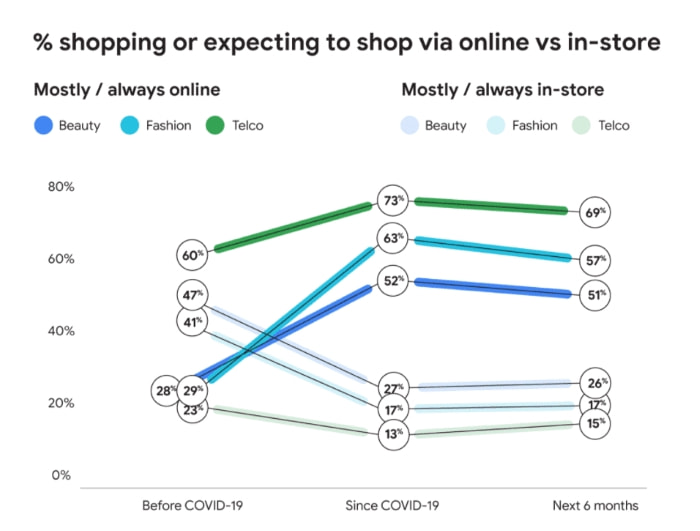 % shopping or expecting to shop via online vs in-store
Mostly / always online
Mostly / always in-store
Beauty
Fashion
Telco
Beauty
Fashion
Telco
80%
73%
69%
63%
60%
60%
57%
52%
51%
47%
41%
40%
28%
29%
27%
26%
23%
20%
17%
17%
13%
15%
0%
Before COVID-19
Since COVID-19
Next 6 months